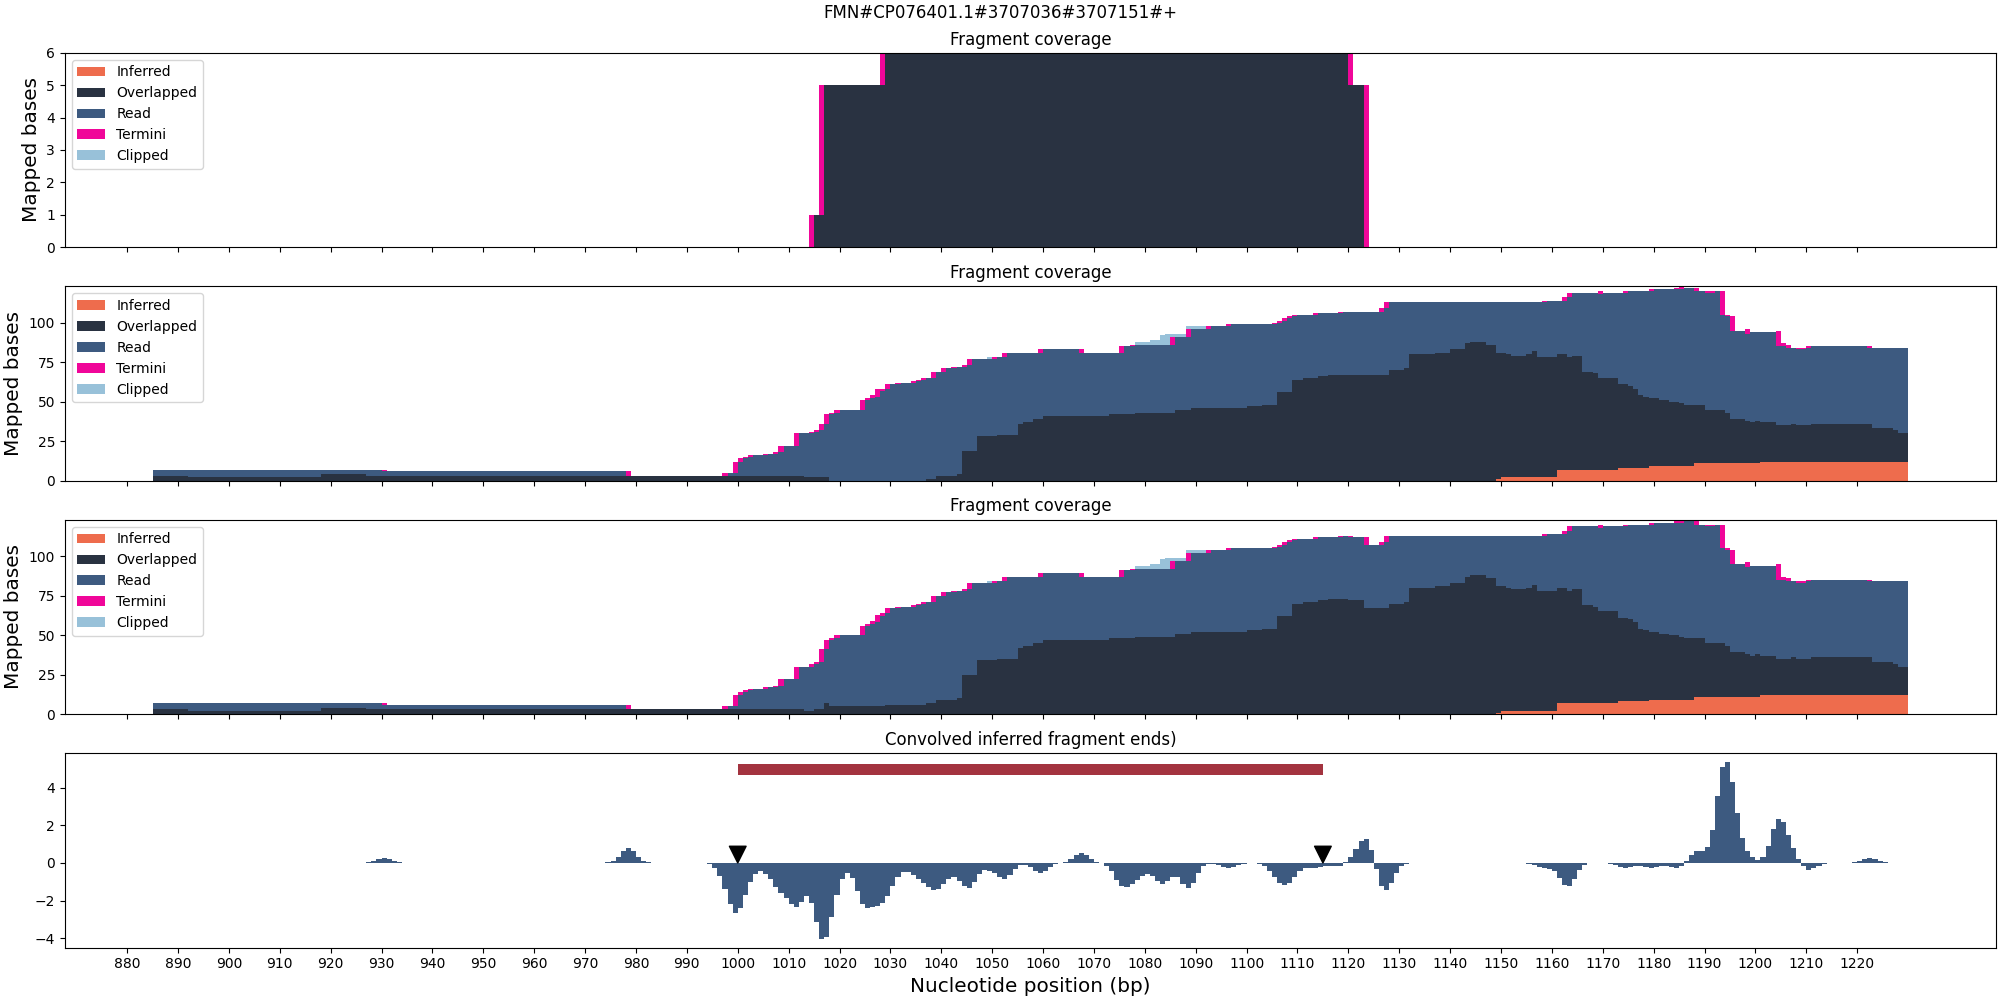 FMN#CP076401.1#3707036#3707151#+
Fragment coverage
Mapped bases
6
5
4
3
2
1
0
Inferred
Overlapped
Read
Termini
Clipped
Fragment coverage
Mapped bases
100
75
50
25
0
Inferred
Overlapped
Read
Termini
Clipped
Fragment coverage
Mapped bases
100
75
50
25
0
Inferred
Overlapped
Read
Termini
Clipped
Convolved inferred fragment ends)
4
2
0
−2
−4
880 890 900 910 920 930 940 950 960 970 980 990 1000 1010 1020 1030 1040 1050 1060 1070 1080 1090 1100 1110 1120 1130 1140 1150 1160 1170 1180 1190 1200 1210 1220
Nucleotide position (bp)